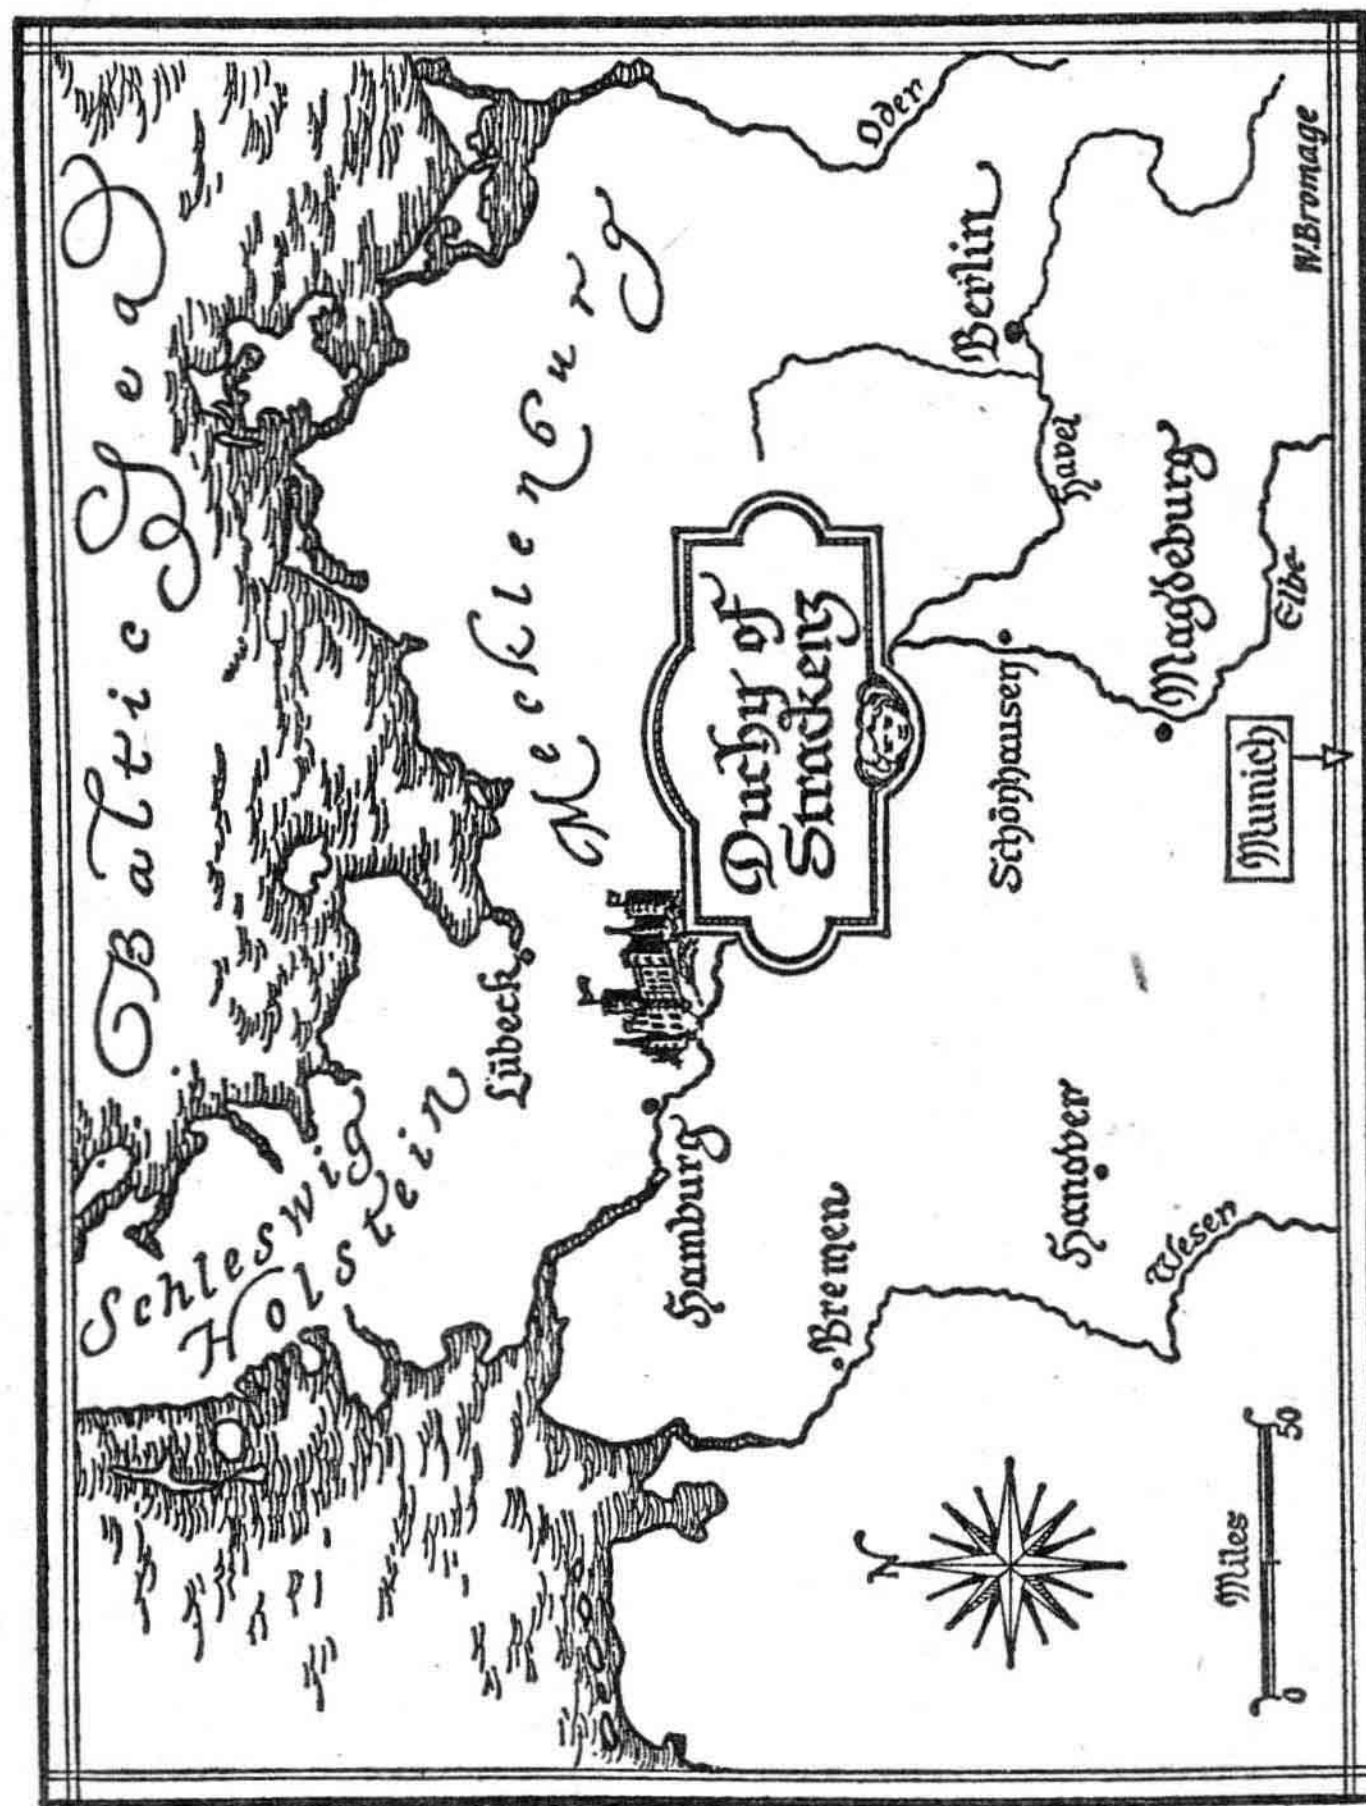 Baltic Sea
Schleswig
Holstein
Mecklenburg
Lübeck
Hamburg
Bremen
Hanover
Wesen
Duchy of
Strackenz
Schönhausen
Magdeburg
Elbe
Havel
Berlin
Oder
Munich
N
Miles
0 50
W.Bromage